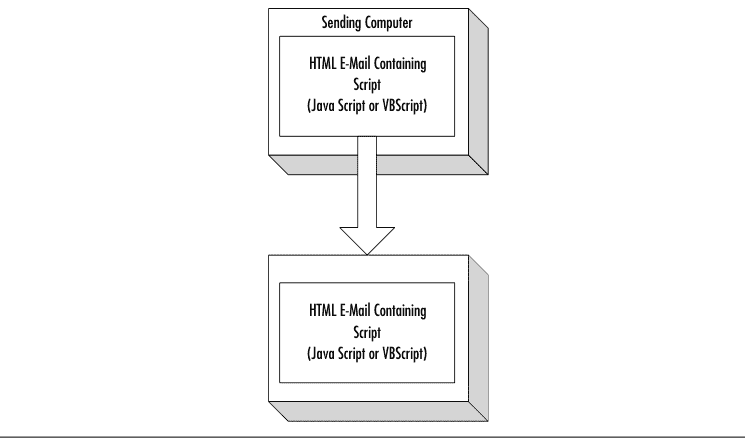 Sending Computer
HTML E-Mail Containing
Script
(Java Script or VBScript)
HTML E-Mail Containing
Script
(Java Script or VBScript)